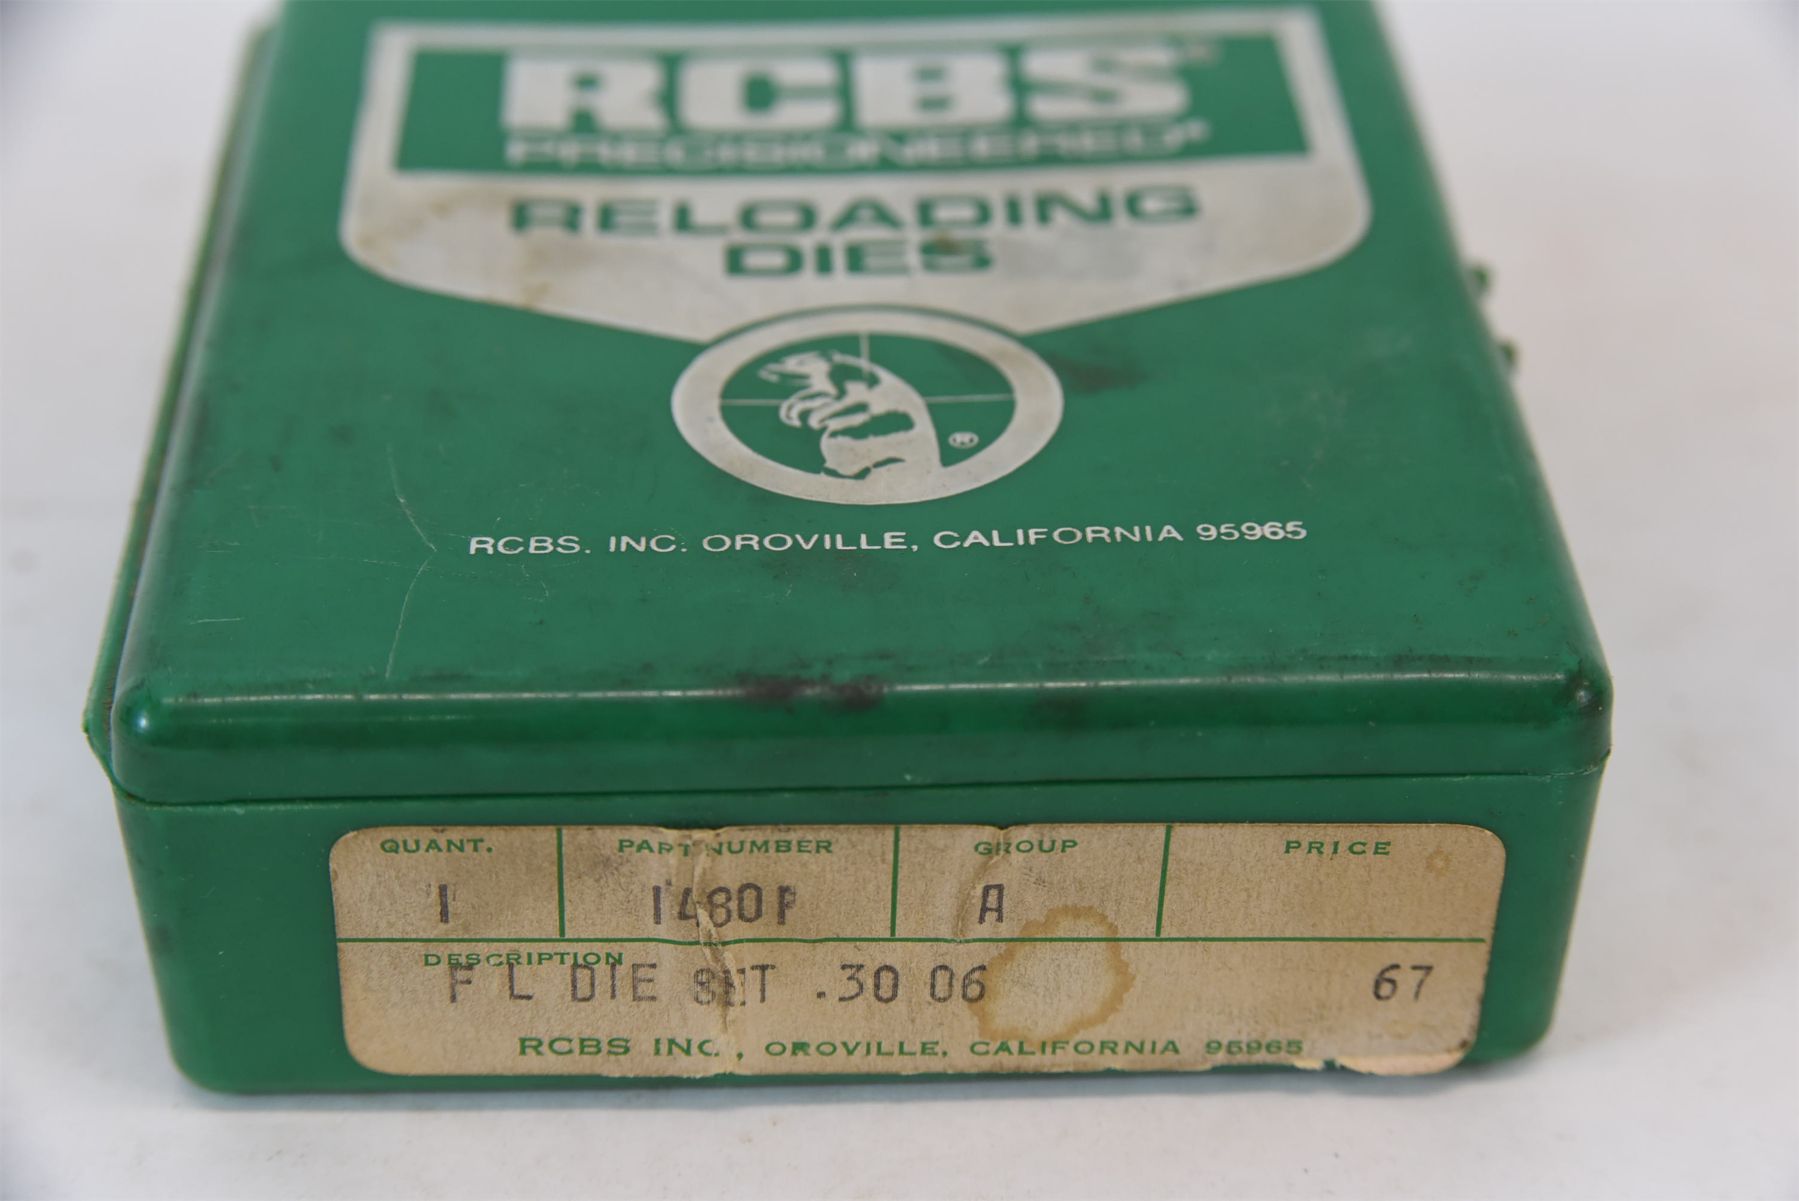 RCBS
PRECISIONEERED®
RELOADING
DIES
®
RCBS. INC. OROVILLE, CALIFORNIA 95965
QUANT. PART NUMBER GROUP PRICE
1 1480P A
DESCRIPTION
F L DIE SET .30 06 67
RCBS INC., OROVILLE, CALIFORNIA 95965